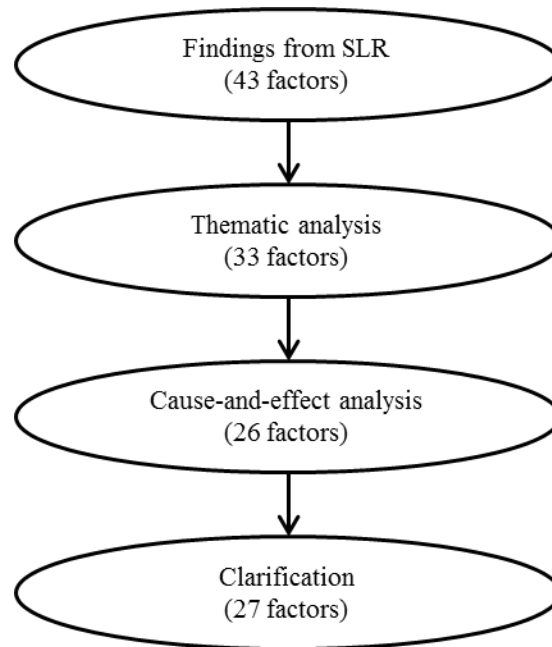 Findings from SLR
(43 factors)
Thematic analysis
(33 factors)
Cause-and-effect analysis
(26 factors)
Clarification
(27 factors)